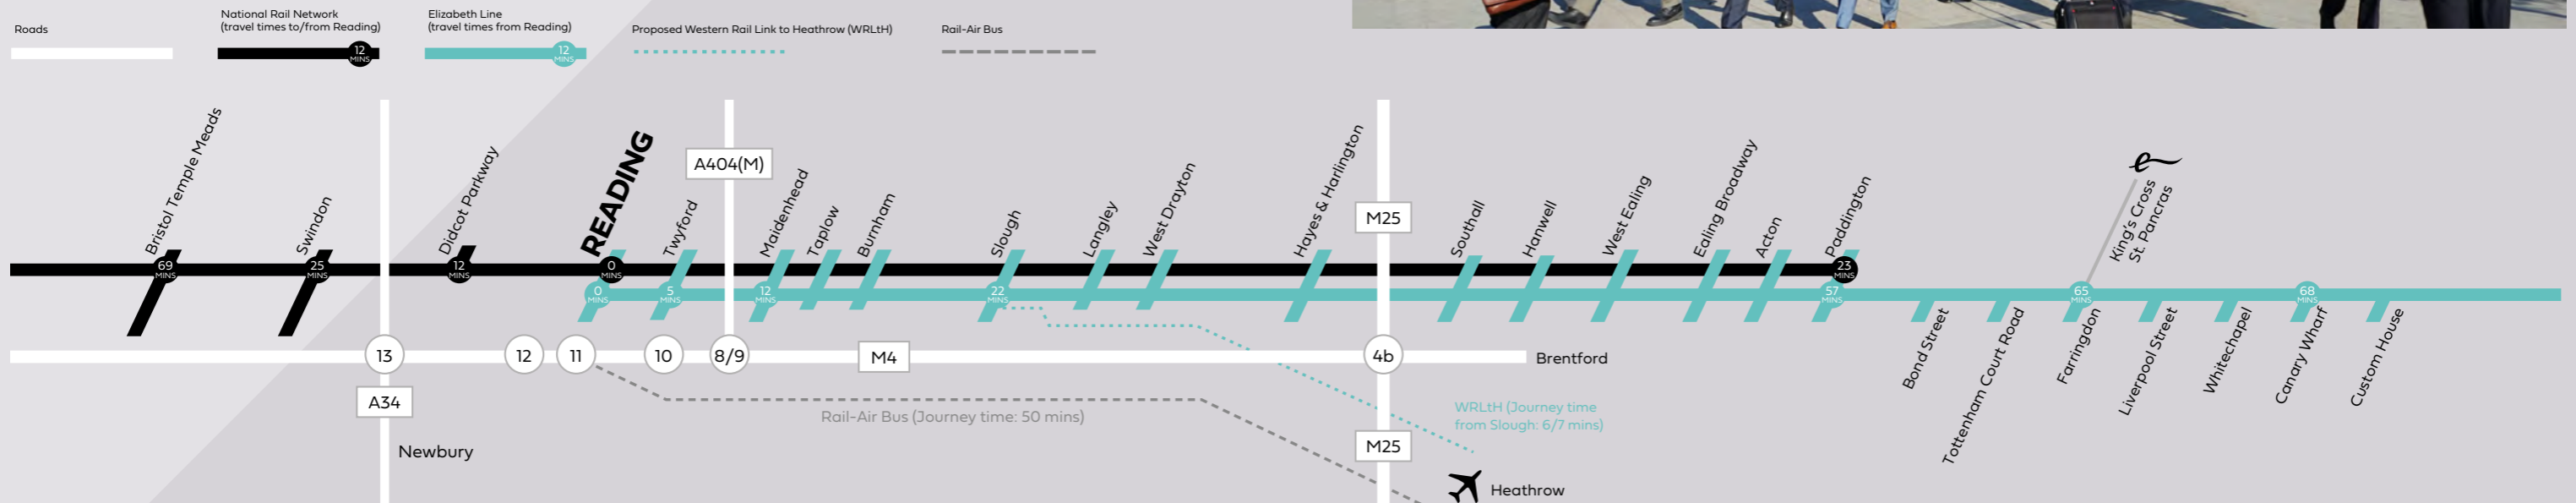 Roads
National Rail Network
(travel times to/from Reading)
12
MINS
Elizabeth Line
(travel times from Reading)
12
MINS
Proposed Western Rail Link to Heathrow (WRLtH)
Rail-Air Bus
Bristol Temple Meads
Swindon
Didcot Parkway
READING
Twyford
A404(M)
Maidenhead
Taplow
Burnham
Slough
Langley
West Drayton
Hayes & Harlington
M25
Southall
Hanwell
West Ealing
Ealing Broadway
Acton
Paddington
King's Cross
St. Pancras
e
69
MINS
25
MINS
12
MINS
0
MINS
23
MINS
0
MINS
5
MINS
12
MINS
22
MINS
57
MINS
65
MINS
68
MINS
Bond Street
Tottenham Court Road
Farringdon
Liverpool Street
Whitechapel
Canary Wharf
Custom House
13
12
11
10
8/9
M4
4b
Brentford
A34
Rail-Air Bus (Journey time: 50 mins)
WRLtH (Journey time
from Slough: 6/7 mins)
Newbury
M25
Heathrow